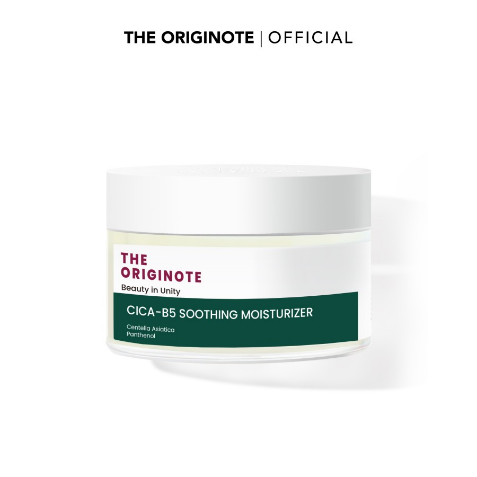 THE ORIGINOTE | OFFICIAL
THE
ORIGINOTE
Beauty in Unity
CICA-B5 SOOTHING MOISTURIZER
Centella Asiatica
Panthenol